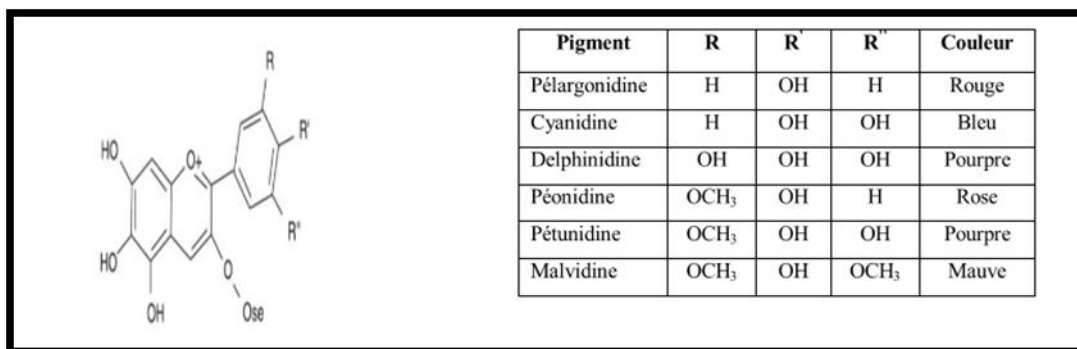 R
R'
R"
HO
O+
HO
OH
O
Ose
Pigment R R' R" Couleur
Pélargonidine H OH H Rouge
Cyanidine H OH OH Bleu
Delphinidine OH OH OH Pourpre
Péonidine OCH₃ OH H Rose
Pétunidine OCH₃ OH OH Pourpre
Malvidine OCH₃ OH OCH₃ Mauve